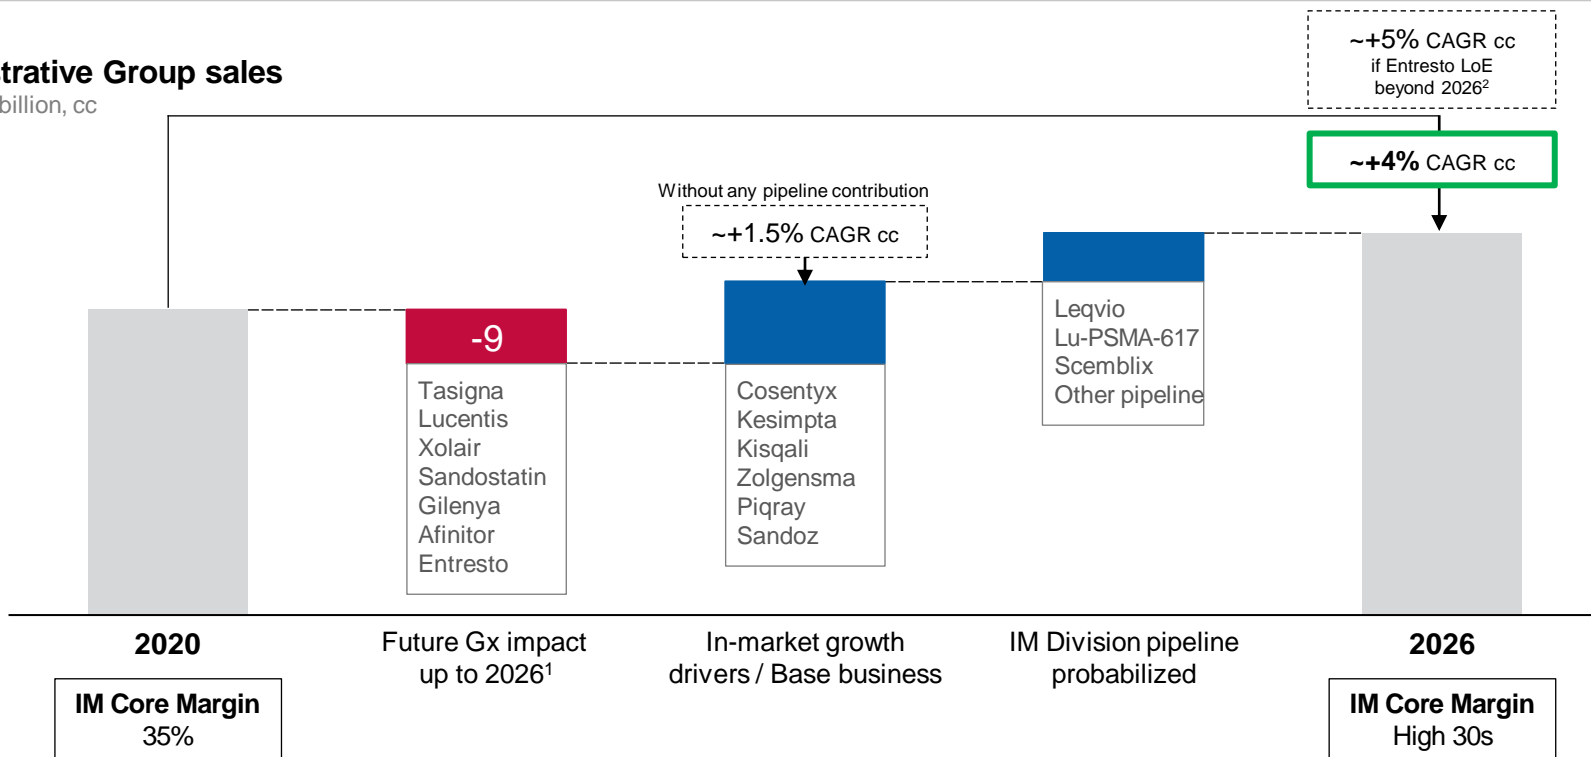 strative Group sales
billion, cc
~+5% CAGR cc
if Entresto LoE
beyond 2026²
~+4% CAGR cc
Without any pipeline contribution
~+1.5% CAGR cc
-9
Tasigna
Lucentis
Xolair
Sandostatin
Gilenya
Afinitor
Entresto
Cosentyx
Kesimpta
Kisqali
Zolgensma
Piqray
Sandoz
Leqvio
Lu-PSMA-617
Scemblix
Other pipeline
2020
Future Gx impact
up to 2026¹
In-market growth
drivers / Base business
IM Division pipeline
probabilized
2026
IM Core Margin
35%
IM Core Margin
High 30s